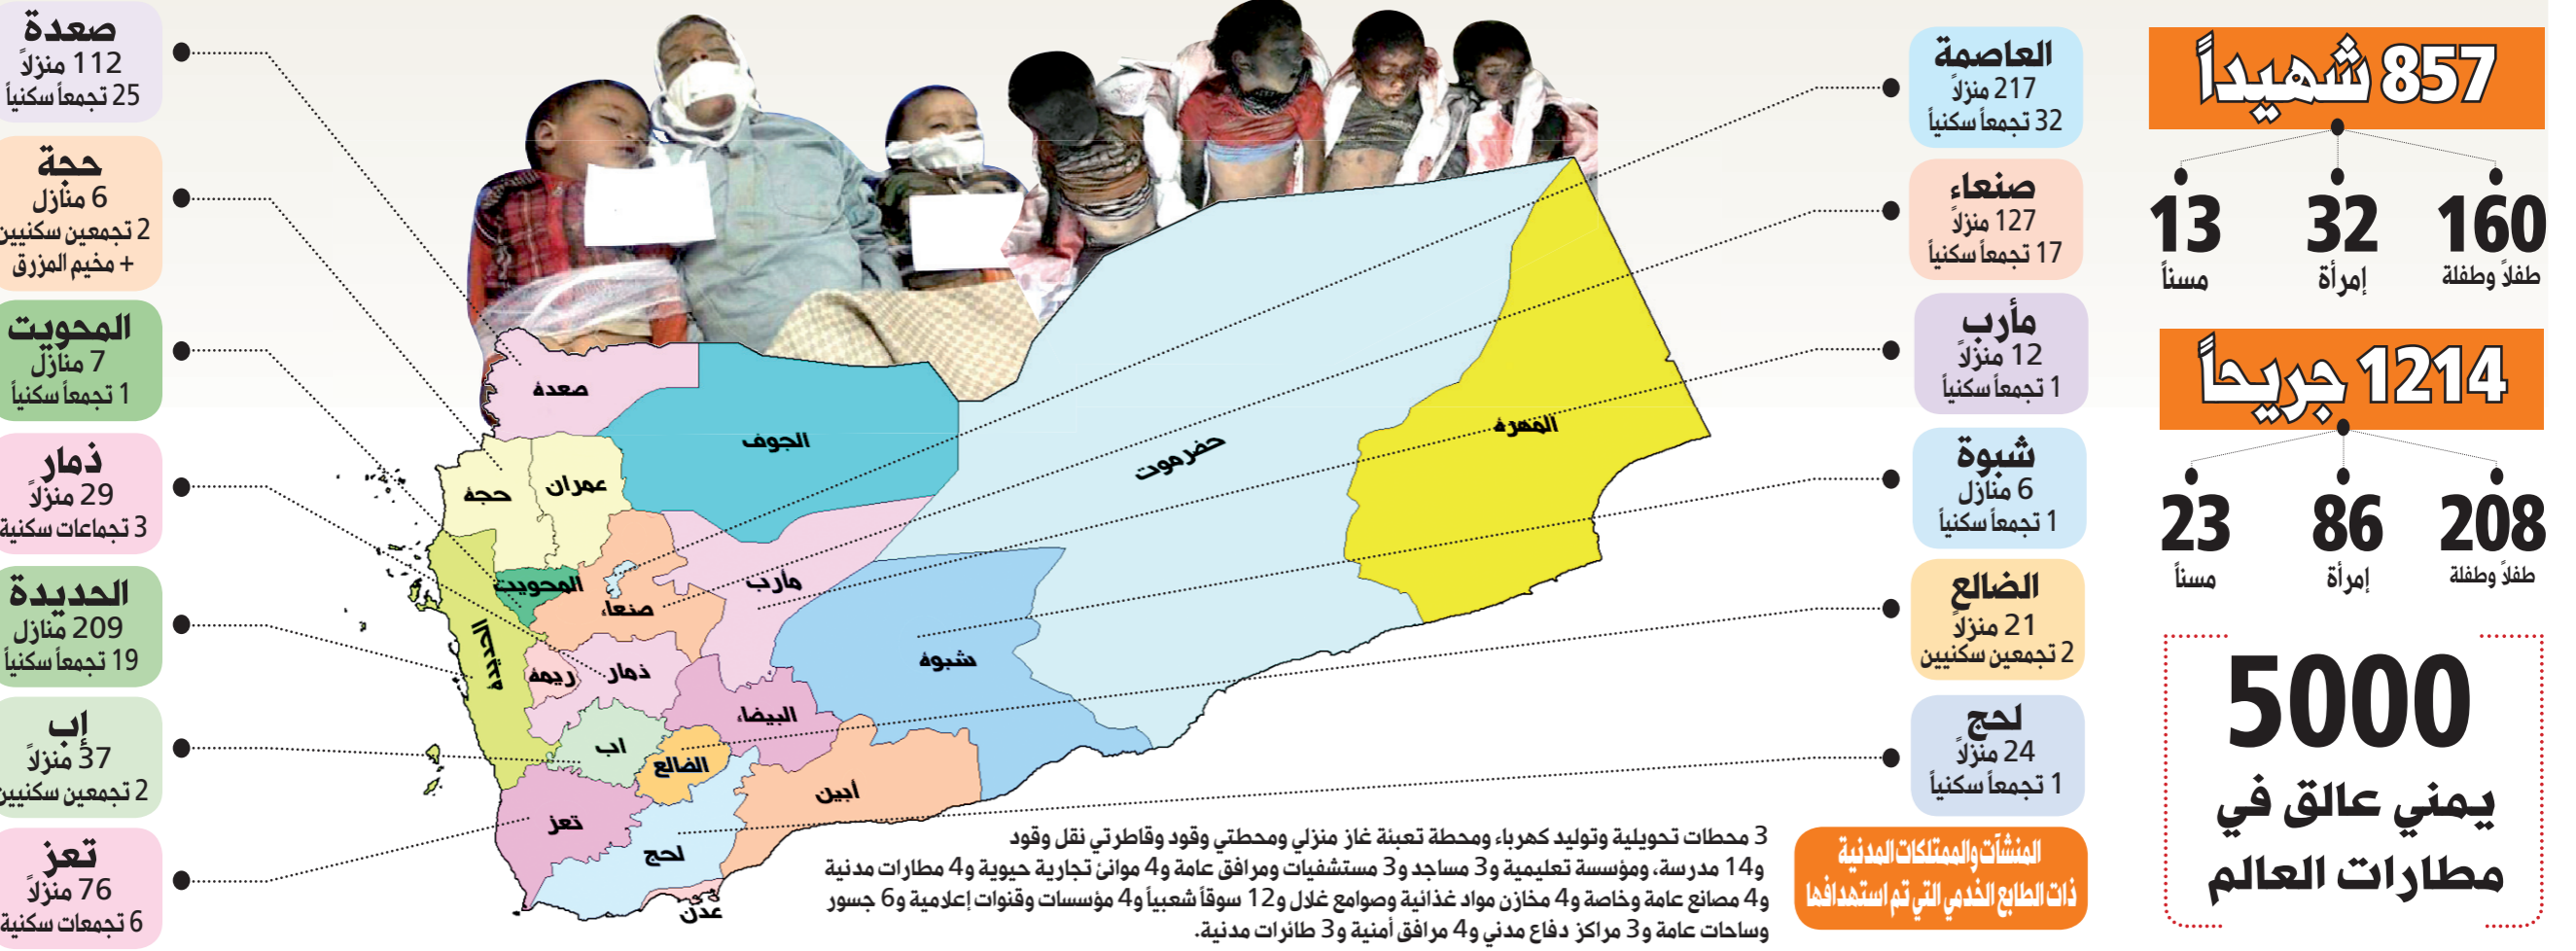 857 شهيداً
160
طفلاً وطفلة
32
إمرأة
13
مسناً
1214 جريحاً
208
طفلاً وطفلة
86
إمرأة
23
مسناً
5000
يمني عالق في
مطارات العالم
العاصمة
217 منزلاً
32 تجمعاً سكنياً
صنعاء
127 منزلاً
17 تجمعاً سكنياً
مأرب
12 منزلاً
1 تجمعاً سكنياً
شبوة
6 منازل
1 تجمعاً سكنياً
الضالع
21 منزلاً
2 تجمعين سكنيين
لحج
24 منزلاً
1 تجمعاً سكنياً
المنشآت والممتلكات المدنية
ذات الطابع الخدمي التي تم استهدافها
3 محطات تحويلية وتوليد كهرباء ومحطة تعبئة غاز منزلي ومحطتي وقود وقاطرتي نقل وقود
و14 مدرسة، ومؤسسة تعليمية و3 مساجد و3 مستشفيات ومرافق عامة و4 موانئ تجارية حيوية و4 مطارات مدنية
و4 مصانع عامة وخاصة و4 مخازن مواد غذائية وصوامع غلال و12 سوقاً شعبياً و4 مؤسسات وقنوات إعلامية و6 جسور
وساحات عامة و3 مراكز دفاع مدني و4 مرافق أمنية و3 طائرات مدنية.
المهره
حضرموت
الجوف
صعده
عمران
حجه
مأرب
صنعاء
المحويت
الحديده
شبوه
ذمار
ريمه
البيضاء
اب
الضالع
أبين
تعز
لحج
عدن
صعدة
112 منزلاً
25 تجمعاً سكنياً
حجة
6 منازل
2 تجمعين سكنيين
+ مخيم المزرق
المحويت
7 منازل
1 تجمعاً سكنياً
ذمار
29 منزلاً
3 تجماعات سكنية
الحديدة
209 منازل
19 تجمعاً سكنياً
إب
37 منزلاً
2 تجمعين سكنيين
تعز
76 منزلاً
6 تجمعات سكنية